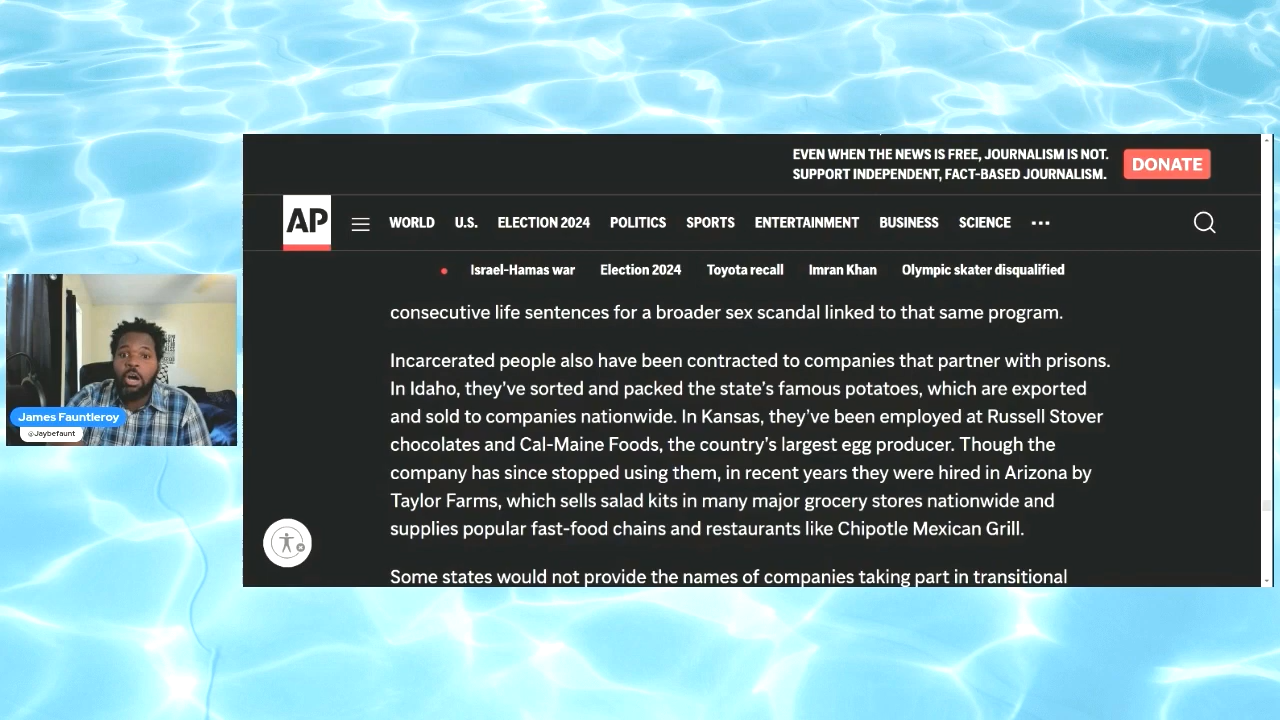 EVEN WHEN THE NEWS IS FREE, JOURNALISM IS NOT.
SUPPORT INDEPENDENT, FACT-BASED JOURNALISM.
DONATE
AP
WORLD U.S. ELECTION 2024 POLITICS SPORTS ENTERTAINMENT BUSINESS SCIENCE
Israel-Hamas war Election 2024 Toyota recall Imran Khan Olympic skater disqualified
consecutive life sentences for a broader sex scandal linked to that same program.
Incarcerated people also have been contracted to companies that partner with prisons.
In Idaho, they’ve sorted and packed the state’s famous potatoes, which are exported
and sold to companies nationwide. In Kansas, they’ve been employed at Russell Stover
chocolates and Cal-Maine Foods, the country’s largest egg producer. Though the
company has since stopped using them, in recent years they were hired in Arizona by
Taylor Farms, which sells salad kits in many major grocery stores nationwide and
supplies popular fast-food chains and restaurants like Chipotle Mexican Grill.
Some states would not provide the names of companies taking part in transitional
James Fauntleroy
@Jaybefaunt